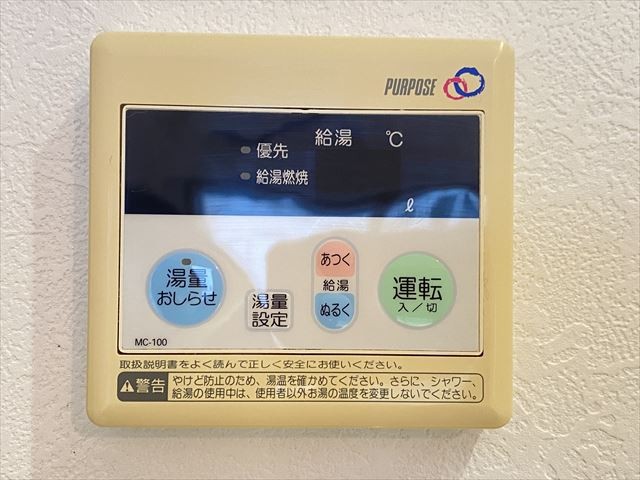 PURPOSE
給湯 ℃
優先
給湯燃焼
ℓ
湯量
おしらせ
湯量
設定
あつく
給湯
ぬるく
運転
入/切
MC-100
取扱説明書をよく読んで正しく安全にお使いください。
警告
やけど防止のため、湯温を確かめてください。さらに、シャワー、
給湯の使用中は、使用者以外お湯の温度を変更しないでください。